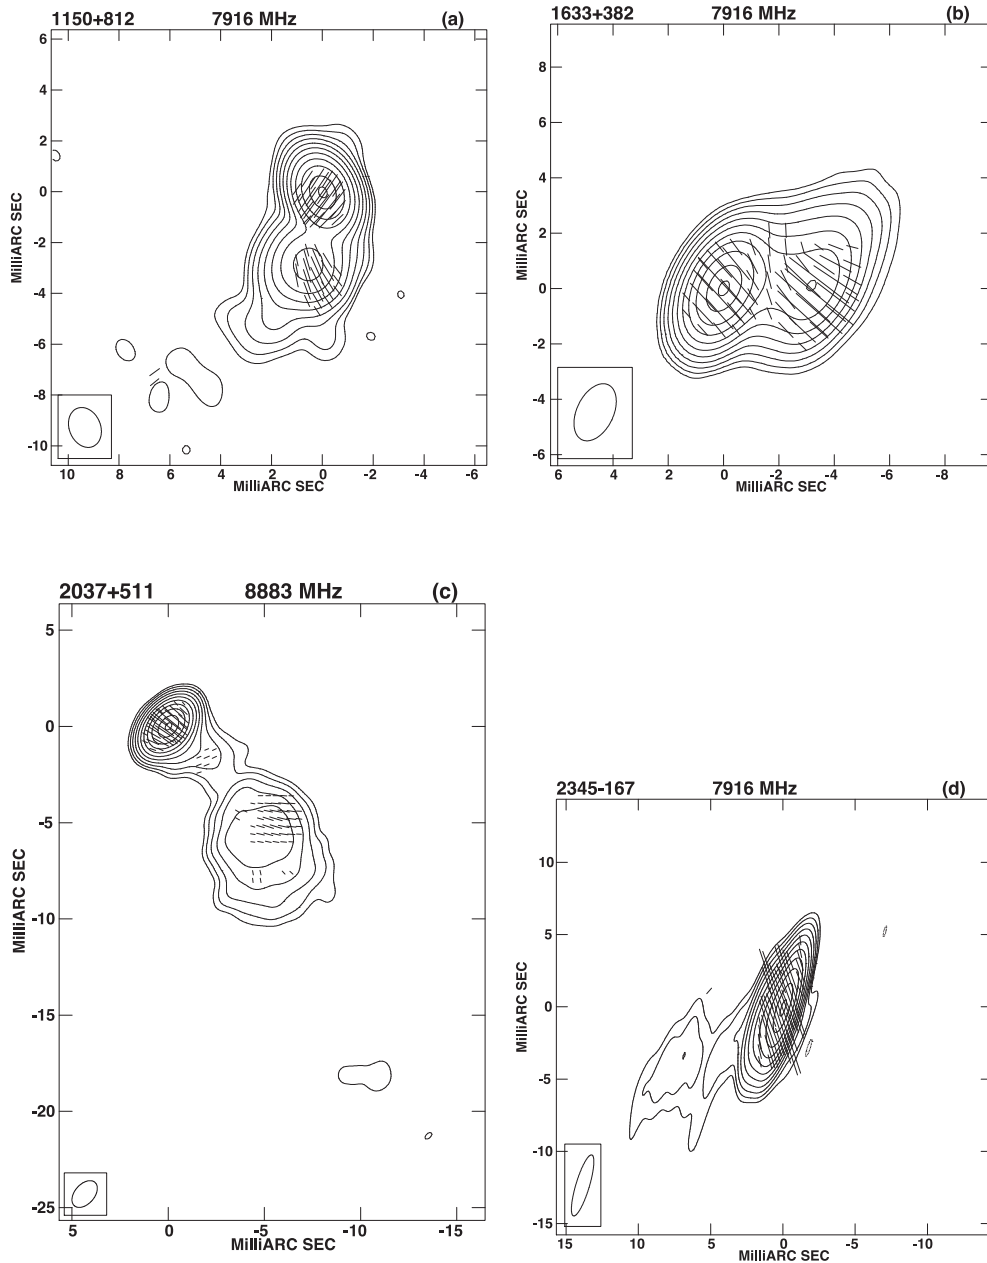 1150+812 7916 MHz (a)
6
4
2
0
-2
-4
-6
-8
-10
MilliARC SEC
10 8 6 4 2 0 -2 -4 -6
MilliARC SEC
1633+382 7916 MHz (b)
8
6
4
2
0
-2
-4
-6
MilliARC SEC
6 4 2 0 -2 -4 -6 -8
MilliARC SEC
2037+511 8883 MHz (c)
5
0
-5
-10
-15
-20
-25
MilliARC SEC
5 0 -5 -10 -15
MilliARC SEC
2345-167 7916 MHz (d)
10
5
0
-5
-10
-15
MilliARC SEC
15 10 5 0 -5 -10
MilliARC SEC